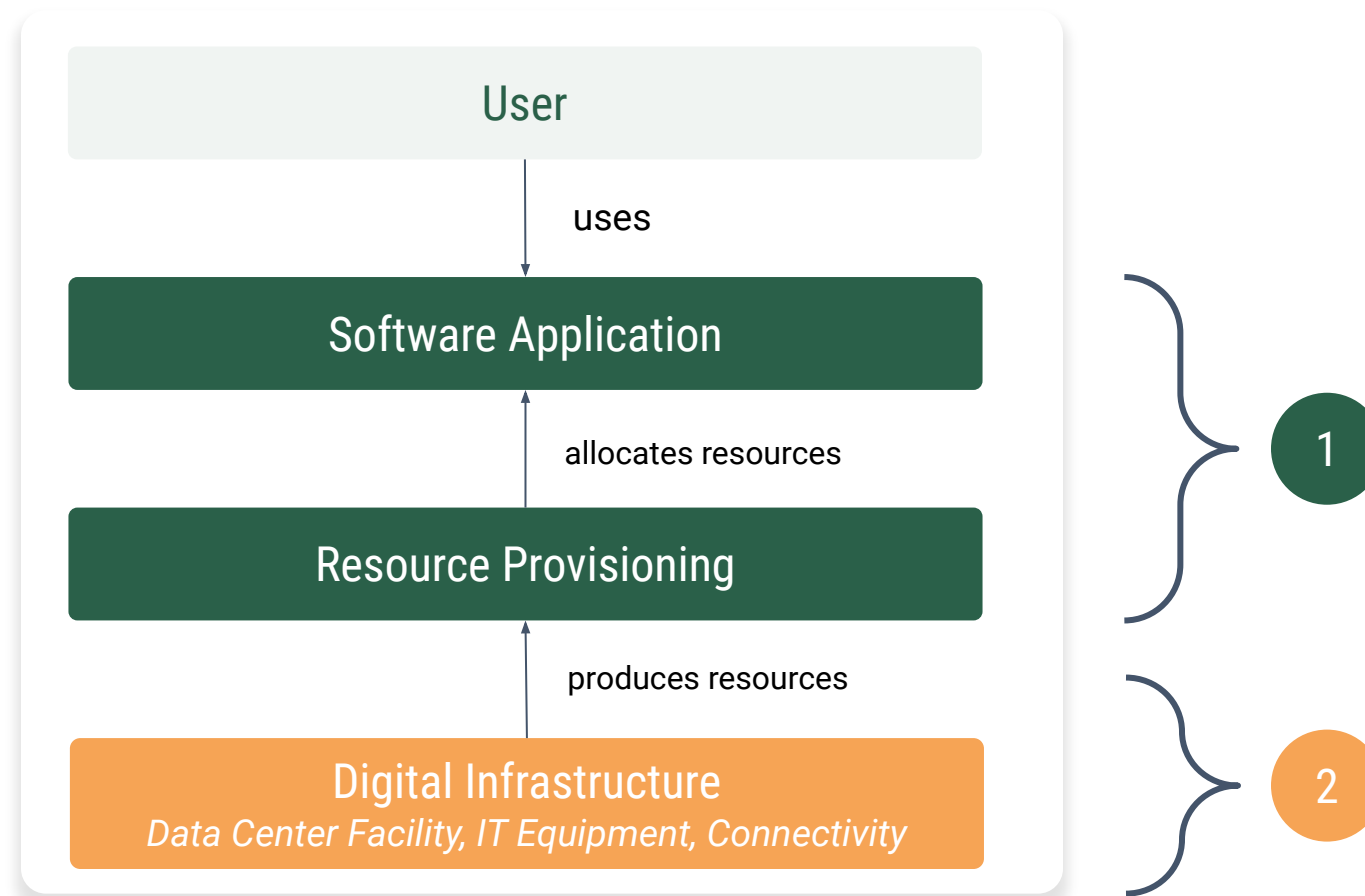 User
uses
Software Application
allocates resources
1
Resource Provisioning
produces resources
Digital Infrastructure
2
Data Center Facility, IT Equipment, Connectivity